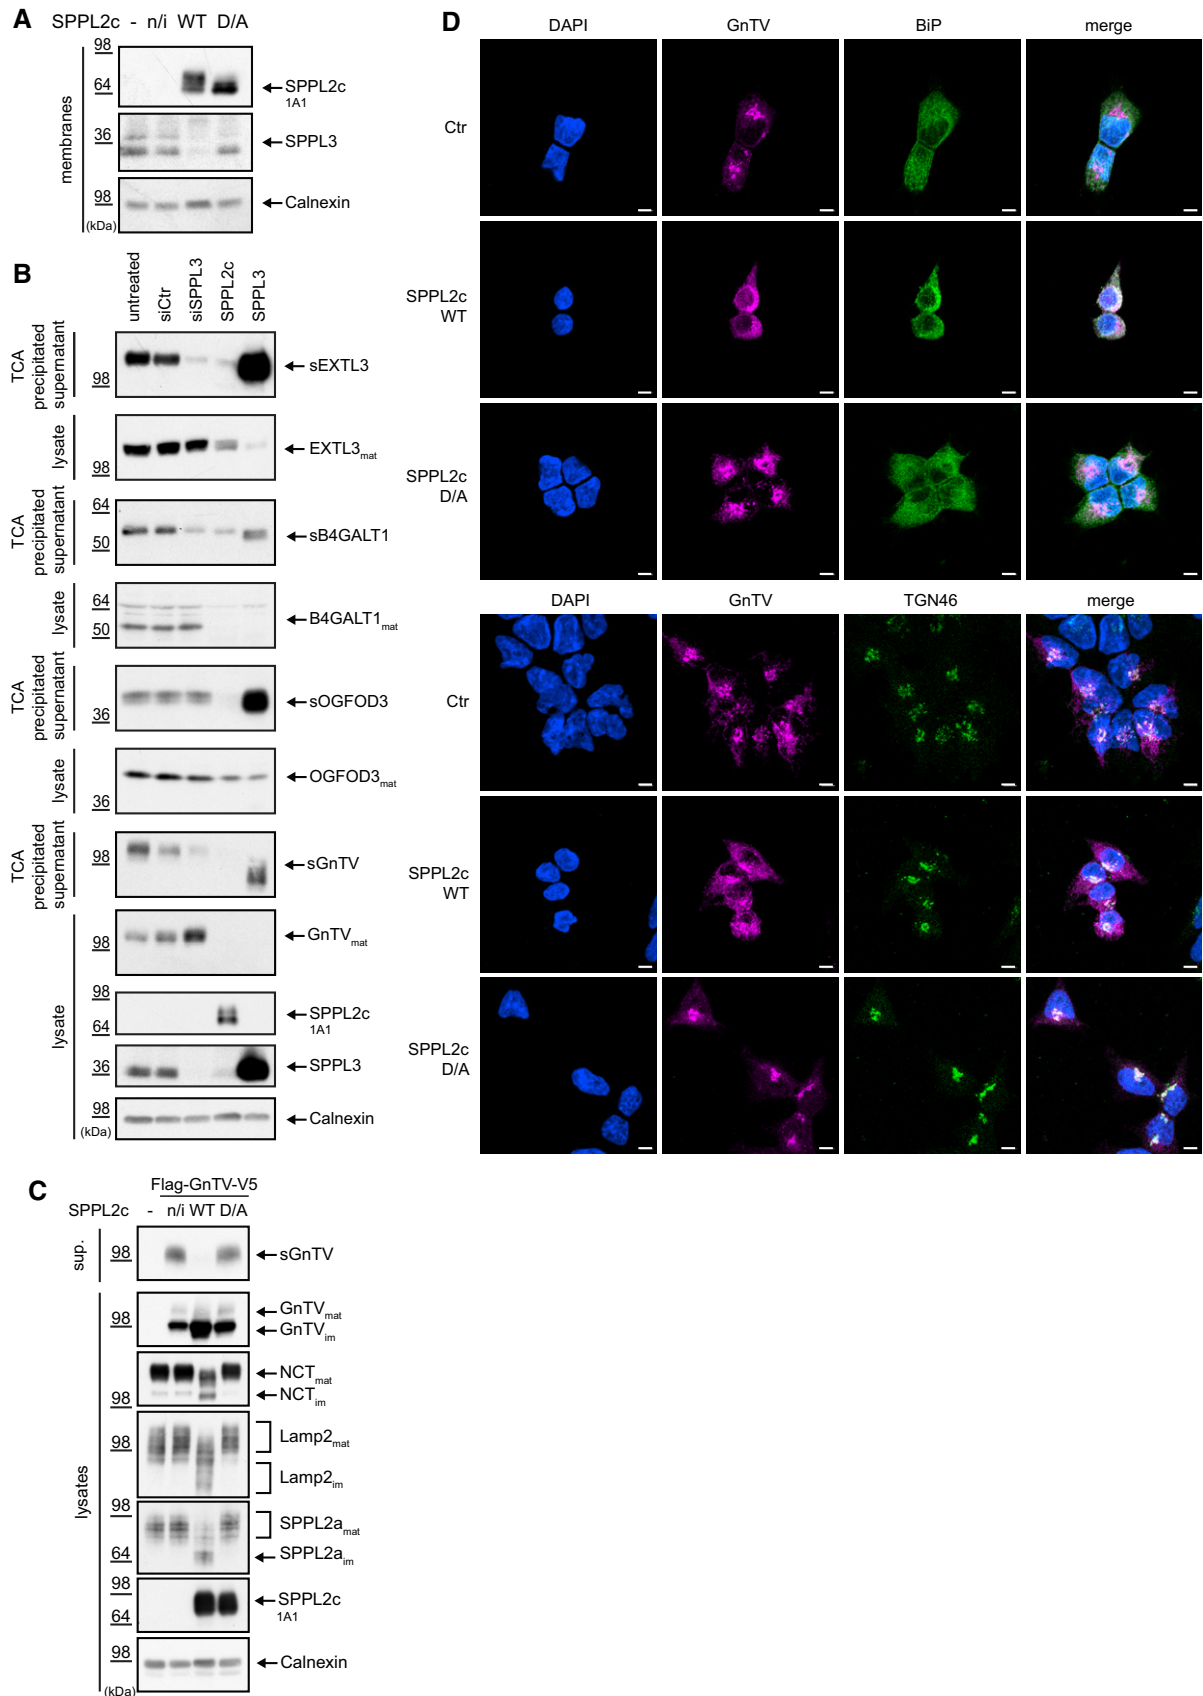 A
SPPL2c - n/i WT D/A
98
64
SPPL2c
1A1
36
SPPL3
98
Calnexin
(kDa)
membranes
B
untreated
siCtr
siSPPL3
SPPL2c
SPPL3
TCA
precipitated
supernatant
98
sEXTL3
lysate
98
EXTL3mat
TCA
precipitated
supernatant
64
50
sB4GALT1
lysate
64
50
B4GALT1mat
TCA
precipitated
supernatant
36
sOGFOD3
lysate
36
OGFOD3mat
TCA
precipitated
supernatant
98
sGnTV
lysate
98
GnTVmat
98
64
SPPL2c
1A1
36
SPPL3
98
Calnexin
(kDa)
C
Flag-GnTV-V5
SPPL2c - n/i WT D/A
sup.
98
sGnTV
lysates
98
GnTVmat
GnTVim
98
NCTmat
NCTim
98
Lamp2mat
Lamp2im
98
64
SPPL2amat
SPPL2aim
98
64
SPPL2c
1A1
98
Calnexin
(kDa)
D
DAPI GnTV BiP merge
Ctr
SPPL2c
WT
SPPL2c
D/A
DAPI GnTV TGN46 merge
Ctr
SPPL2c
WT
SPPL2c
D/A